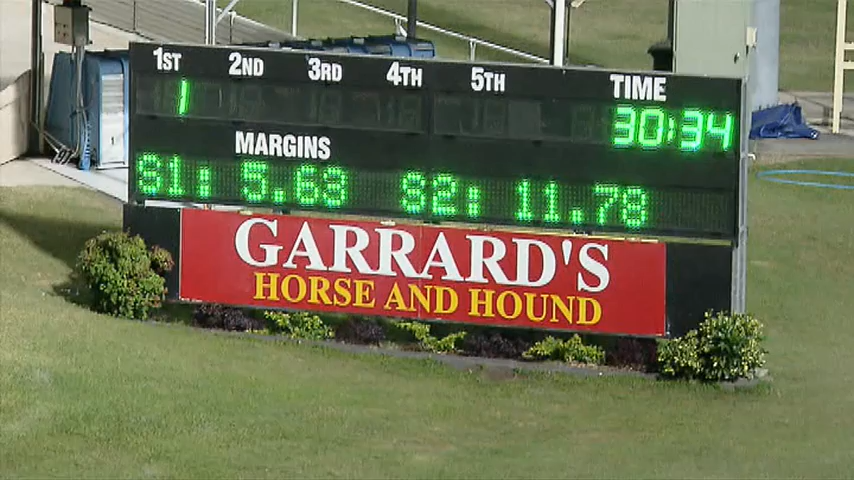 1ST 2ND 3RD 4TH 5TH TIME
1 30:34
MARGINS
S1: 5.63 S2: 11.78
GARRARD'S
HORSE AND HOUND